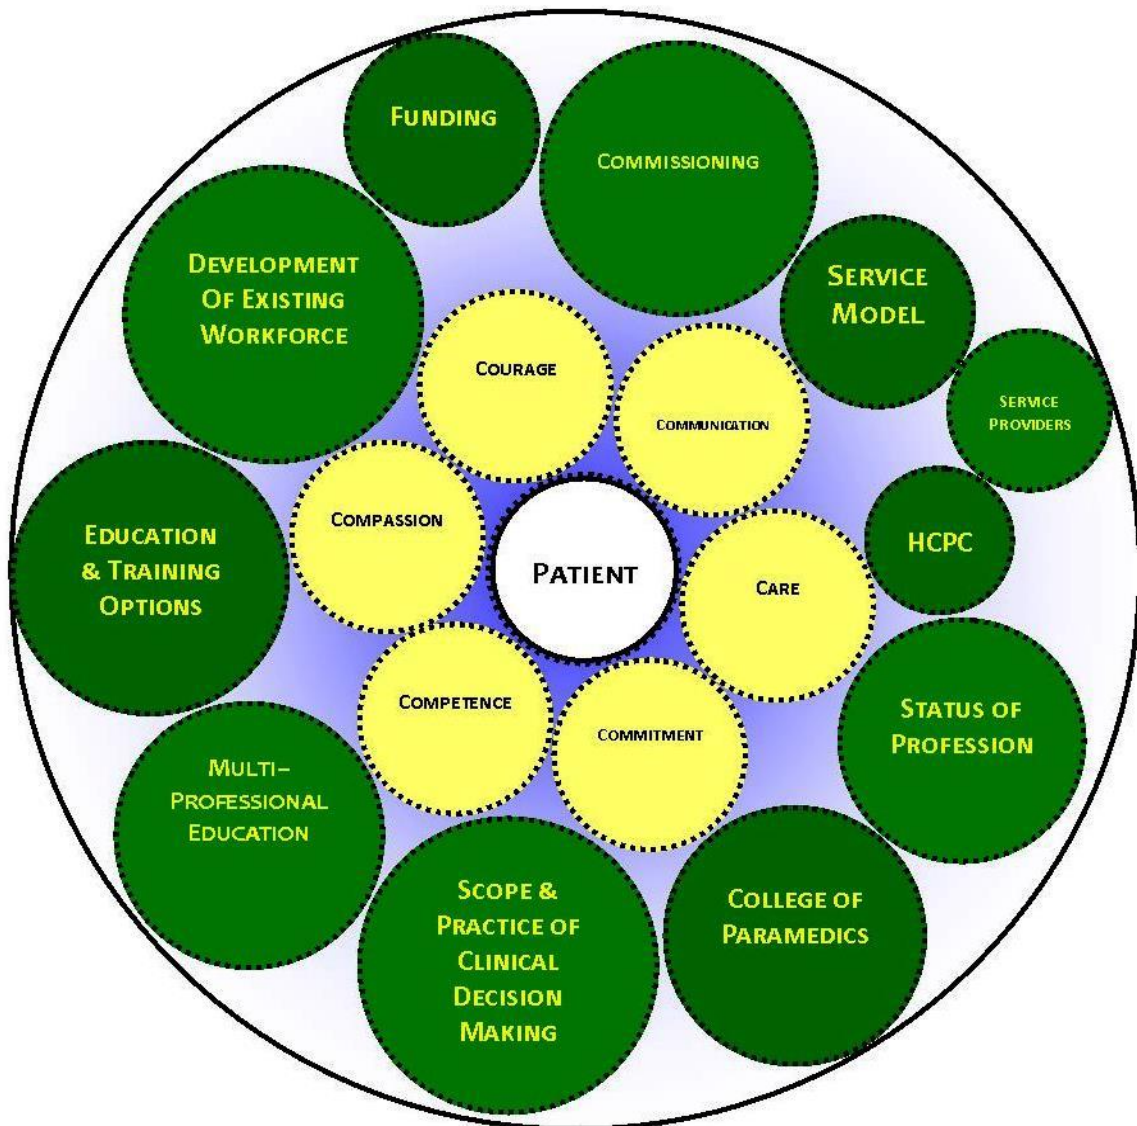 FUNDING
COMMISSIONING
DEVELOPMENT
OF EXISTING
WORKFORCE
SERVICE
MODEL
COURAGE
COMMUNICATION
SERVICE
PROVIDERS
COMPASSION
PATIENT
CARE
HCPC
EDUCATION
& TRAINING
OPTIONS
COMPETENCE
COMMITMENT
STATUS OF
PROFESSION
MULTI–
PROFESSIONAL
EDUCATION
SCOPE &
PRACTICE OF
CLINICAL
DECISION
MAKING
COLLEGE OF
PARAMEDICS